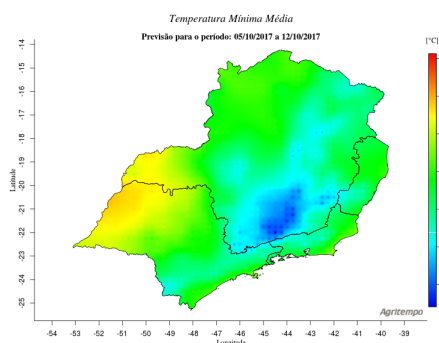 Temperatura Mínima Média
Previsão para o período: 05/10/2017 a 12/10/2017
[°C]
-14
-15
-16
-17
-18
-19
-20
-21
-22
-23
-24
-25
Latitude
Agritempo
-54 -53 -52 -51 -50 -49 -48 -47 -46 -45 -44 -43 -42 -41 -40 -39
Longitude